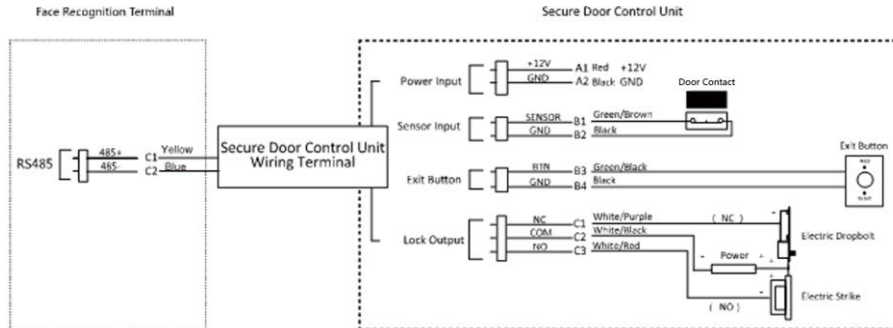 Face Recognition Terminal
Secure Door Control Unit
RS485
485+ C1 Yellow
485- C2 Blue
Secure Door Control Unit
Wiring Terminal
Power Input
+12V A1 Red +12V
GND A2 Black GND
Door Contact
Sensor Input
SENSOR B1 Green/Brown
GND B2 Black
Exit Button
Exit Button
BTN B3 Green/Black
GND B4 Black
Lock Output
NC C1 White/Purple ( NC )
COM C2 White/Black
NO C3 White/Red
Electric Dropbolt
- Power + +
- +
Electric Strike
( NO )